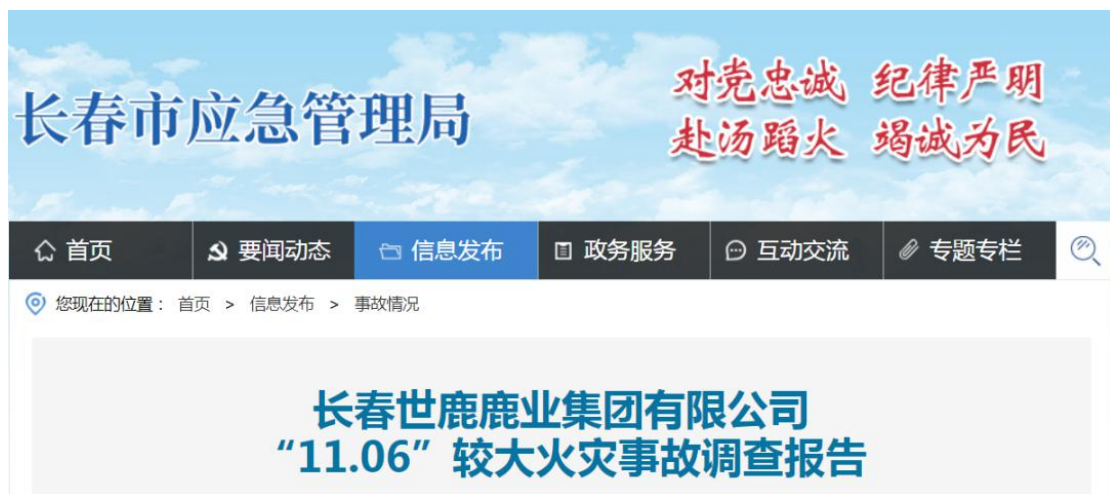 对党忠诚 纪律严明
长春市应急管理局
赴汤蹈火 竭诚为民
首页 要闻动态 信息发布 政务服务 互动交流 专题专栏
您现在的位置： 首页 > 信息发布 > 事故情况
长春世鹿鹿业集团有限公司
“11.06”较大火灾事故调查报告